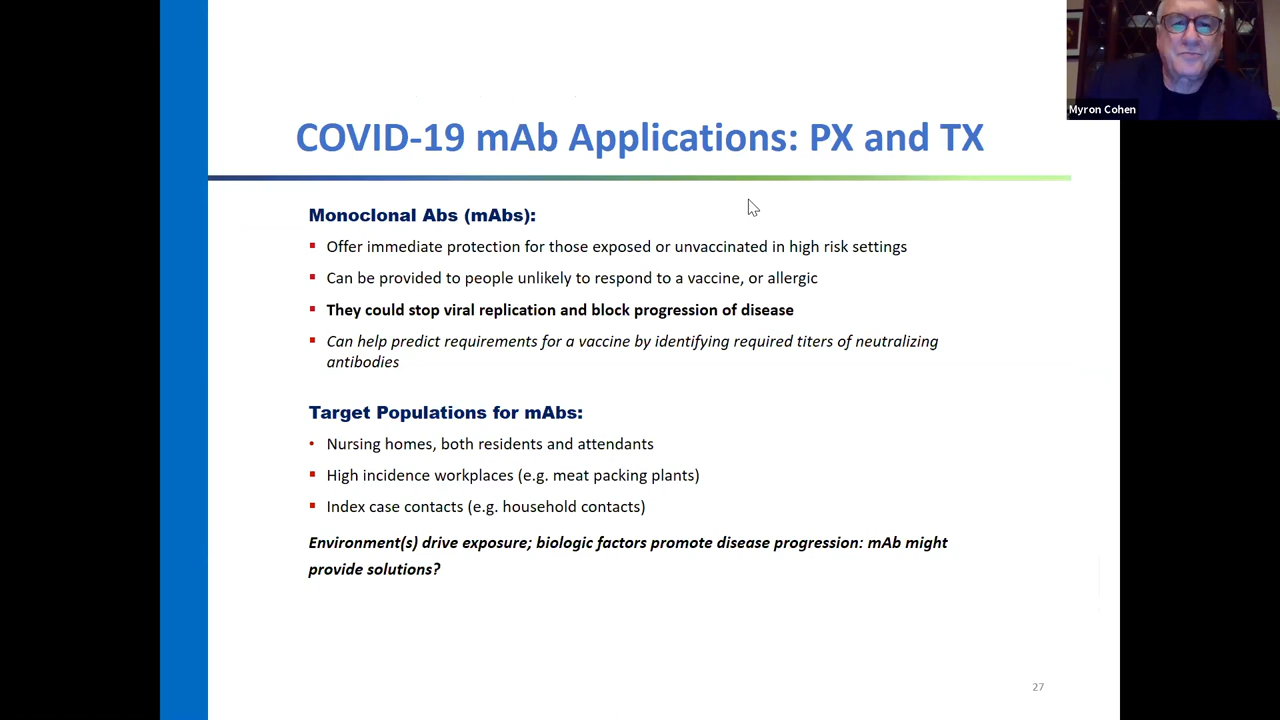 Myron Cohen
COVID-19 mAb Applications: PX and TX
Monoclonal Abs (mAbs):
Offer immediate protection for those exposed or unvaccinated in high risk settings
Can be provided to people unlikely to respond to a vaccine, or allergic
They could stop viral replication and block progression of disease
Can help predict requirements for a vaccine by identifying required titers of neutralizing
antibodies
Target Populations for mAbs:
Nursing homes, both residents and attendants
High incidence workplaces (e.g. meat packing plants)
Index case contacts (e.g. household contacts)
Environment(s) drive exposure; biologic factors promote disease progression: mAb might
provide solutions?
27